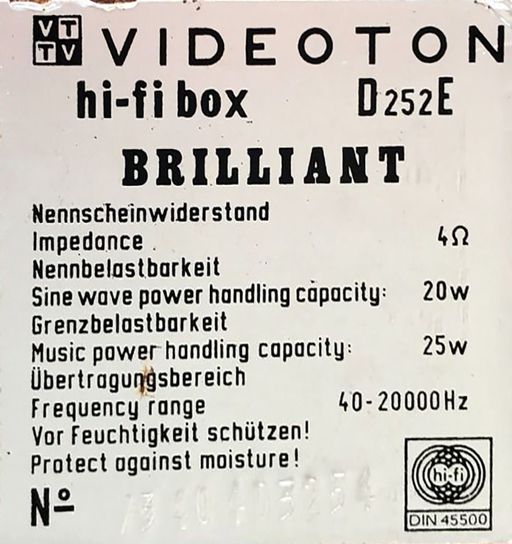 VT
TV
VIDEOTON
hi-fi box D252E
BRILLIANT
Nennscheinwiderstand
Impedance 4Ω
Nennbelastbarkeit
Sine wave power handling capacity: 20w
Grenzbelastbarkeit
Music power handling capacity: 25w
Übertragungsbereich
Frequency range 40-20000Hz
Vor Feuchtigkeit schützen!
Protect against moisture!
Nº
hi-fi
DIN 45500